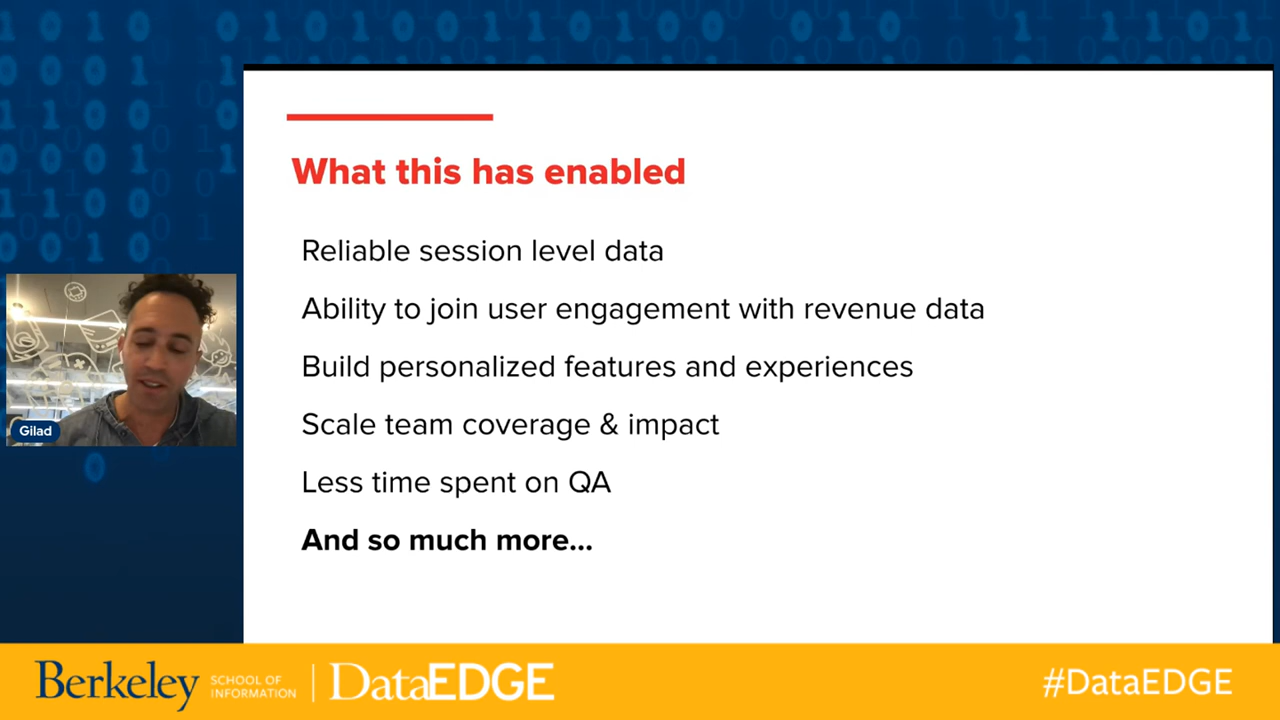 What this has enabled
Reliable session level data
Ability to join user engagement with revenue data
Build personalized features and experiences
Scale team coverage & impact
Less time spent on QA
And so much more...
Gilad
Berkeley SCHOOL OF INFORMATION
DataEDGE
#DataEDGE